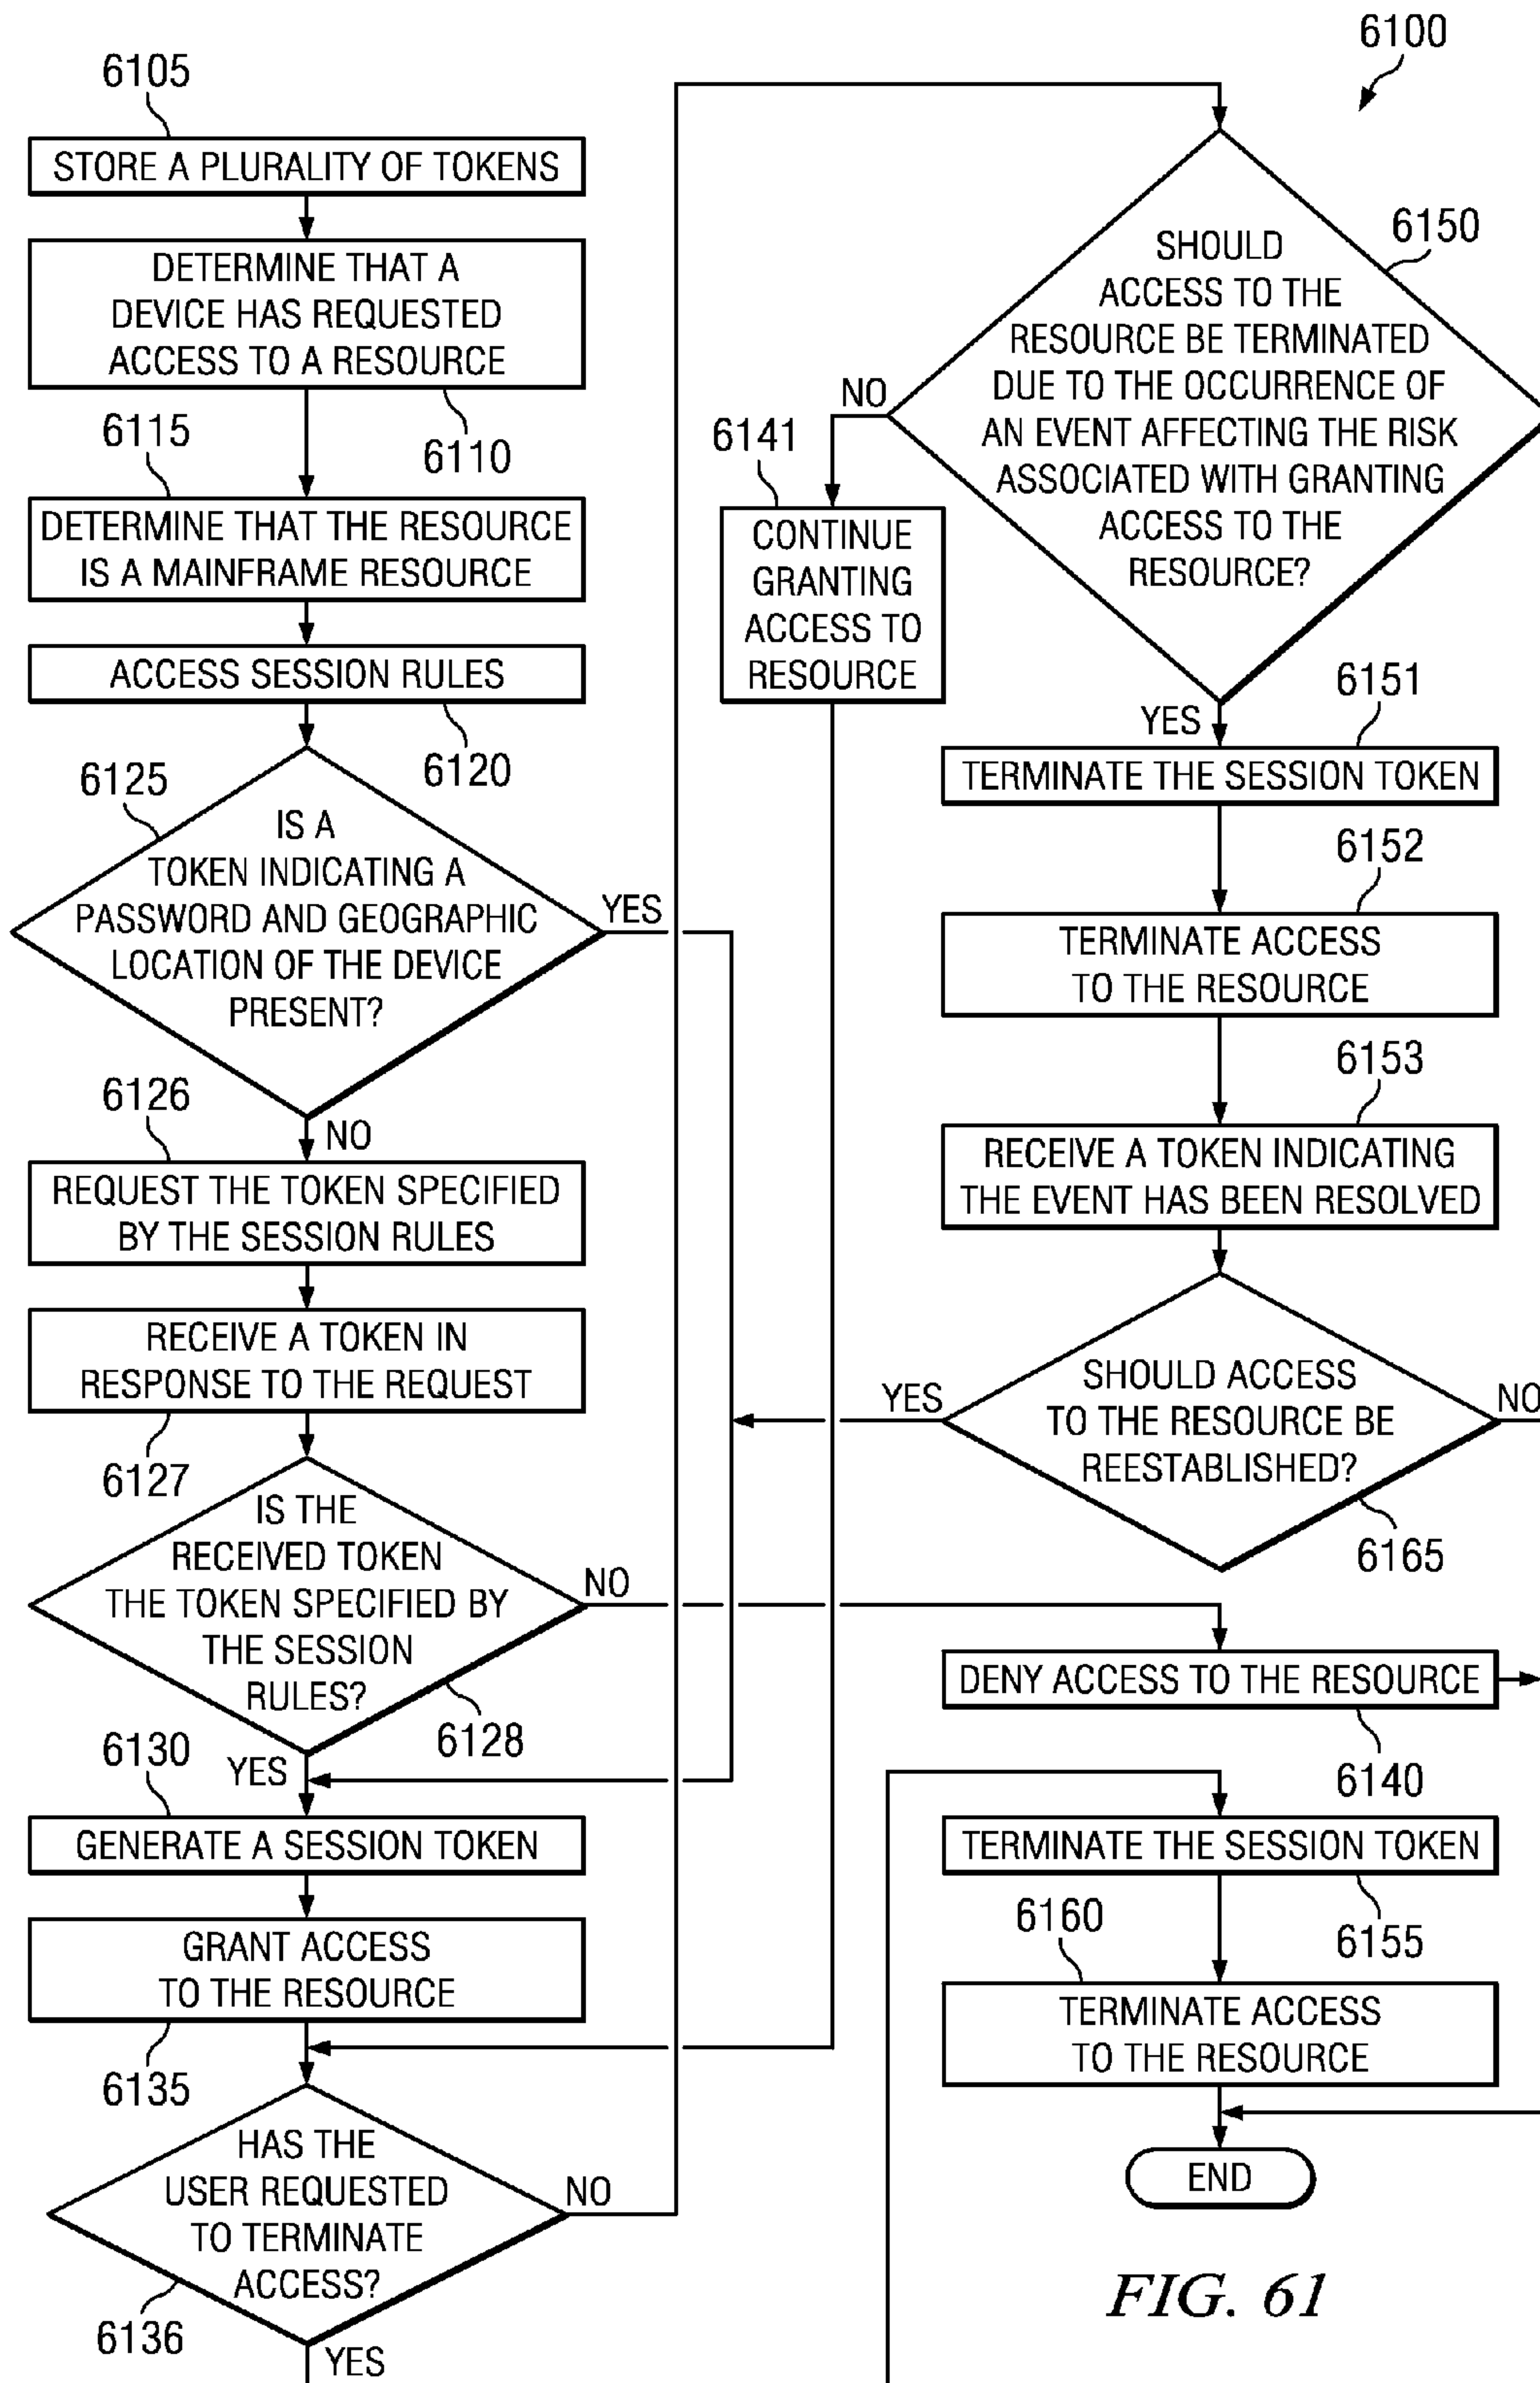 6100
6105
STORE A PLURALITY OF TOKENS
DETERMINE THAT A
DEVICE HAS REQUESTED
ACCESS TO A RESOURCE
6110
6115
DETERMINE THAT THE RESOURCE
IS A MAINFRAME RESOURCE
ACCESS SESSION RULES
6120
6125
IS A
TOKEN INDICATING A
PASSWORD AND GEOGRAPHIC
LOCATION OF THE DEVICE
PRESENT?
YES
NO
6126
REQUEST THE TOKEN SPECIFIED
BY THE SESSION RULES
RECEIVE A TOKEN IN
RESPONSE TO THE REQUEST
6127
IS THE
RECEIVED TOKEN
THE TOKEN SPECIFIED BY
THE SESSION
RULES?
NO
6128
YES
6130
GENERATE A SESSION TOKEN
GRANT ACCESS
TO THE RESOURCE
6135
HAS THE
USER REQUESTED
TO TERMINATE
ACCESS?
NO
6136
YES
6150
SHOULD
ACCESS TO THE
RESOURCE BE TERMINATED
DUE TO THE OCCURRENCE OF
AN EVENT AFFECTING THE RISK
ASSOCIATED WITH GRANTING
ACCESS TO THE
RESOURCE?
NO
6141
CONTINUE
GRANTING
ACCESS TO
RESOURCE
YES
6151
TERMINATE THE SESSION TOKEN
6152
TERMINATE ACCESS
TO THE RESOURCE
6153
RECEIVE A TOKEN INDICATING
THE EVENT HAS BEEN RESOLVED
SHOULD ACCESS
TO THE RESOURCE BE
REESTABLISHED?
YES
NO
6165
DENY ACCESS TO THE RESOURCE
6140
TERMINATE THE SESSION TOKEN
6155
6160
TERMINATE ACCESS
TO THE RESOURCE
END
FIG. 61